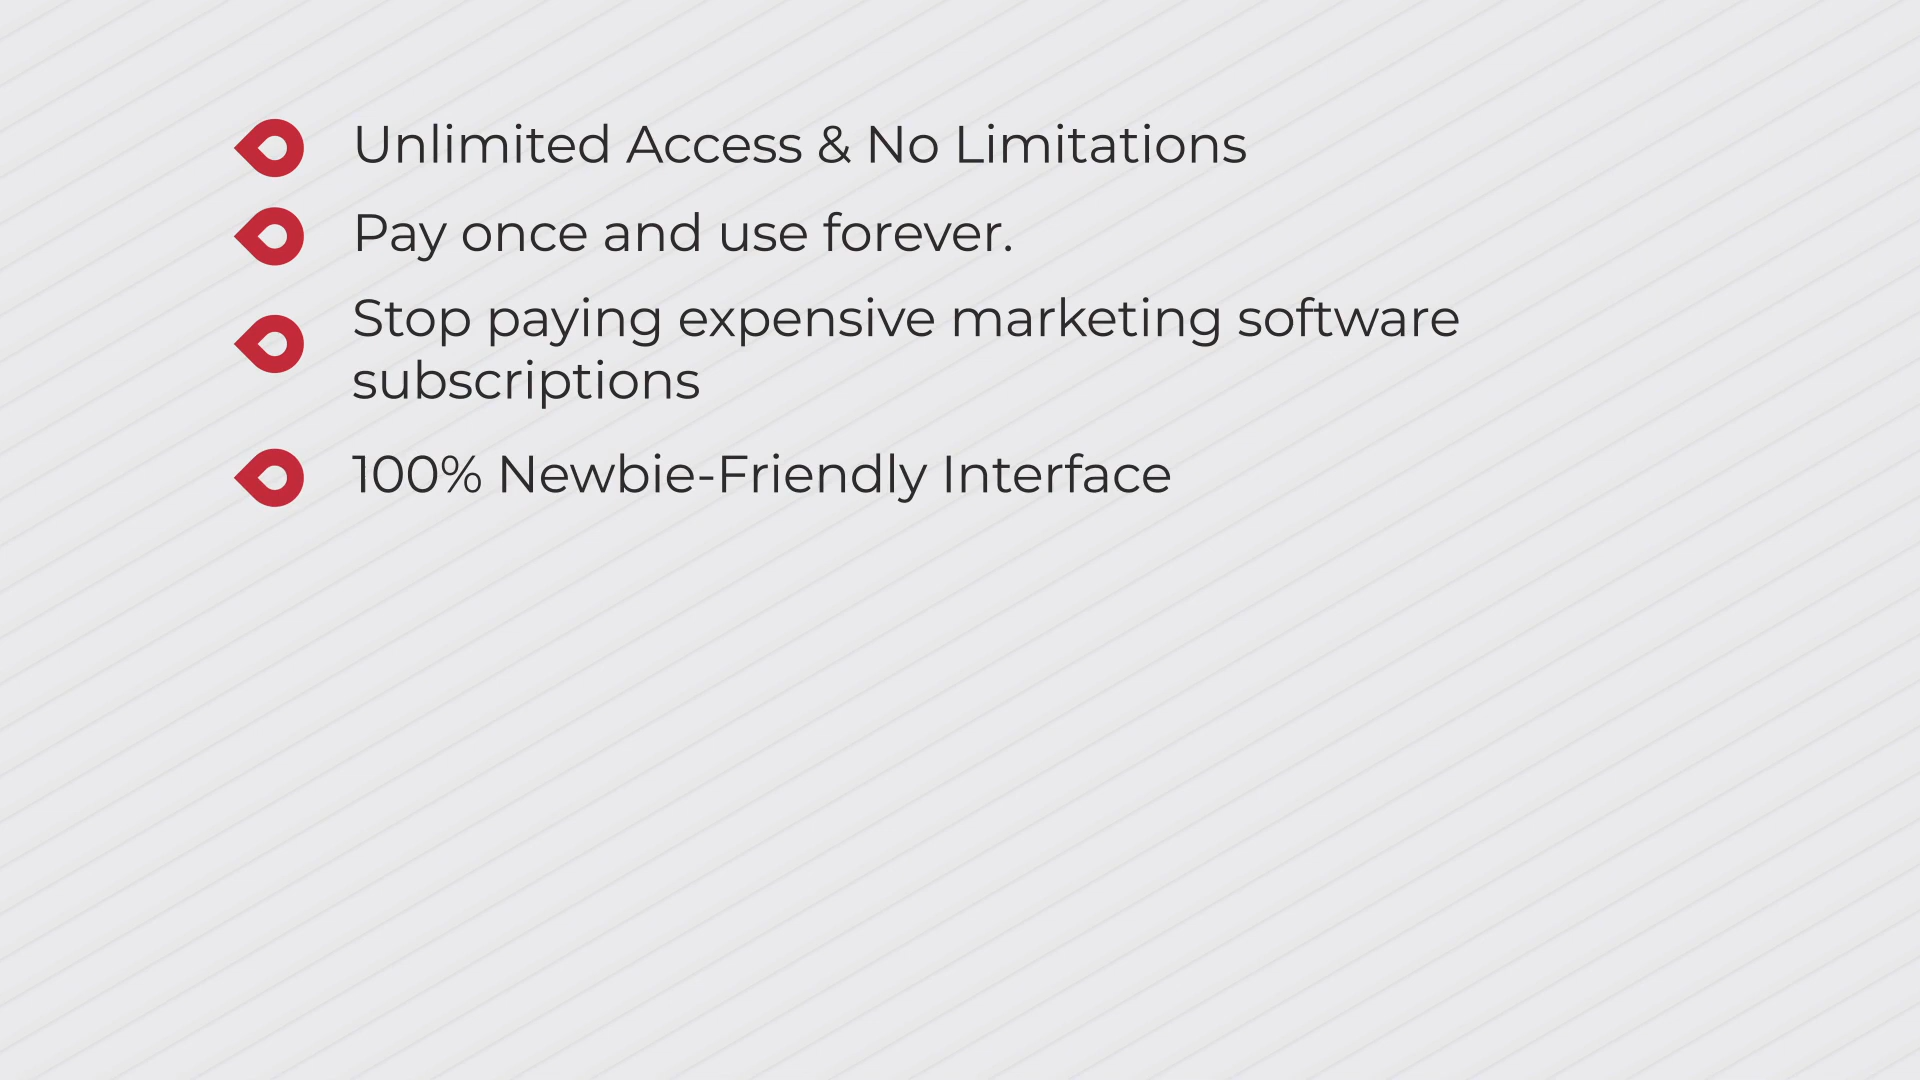 Unlimited Access & No Limitations
Pay once and use forever.
Stop paying expensive marketing software
subscriptions
100% Newbie-Friendly Interface